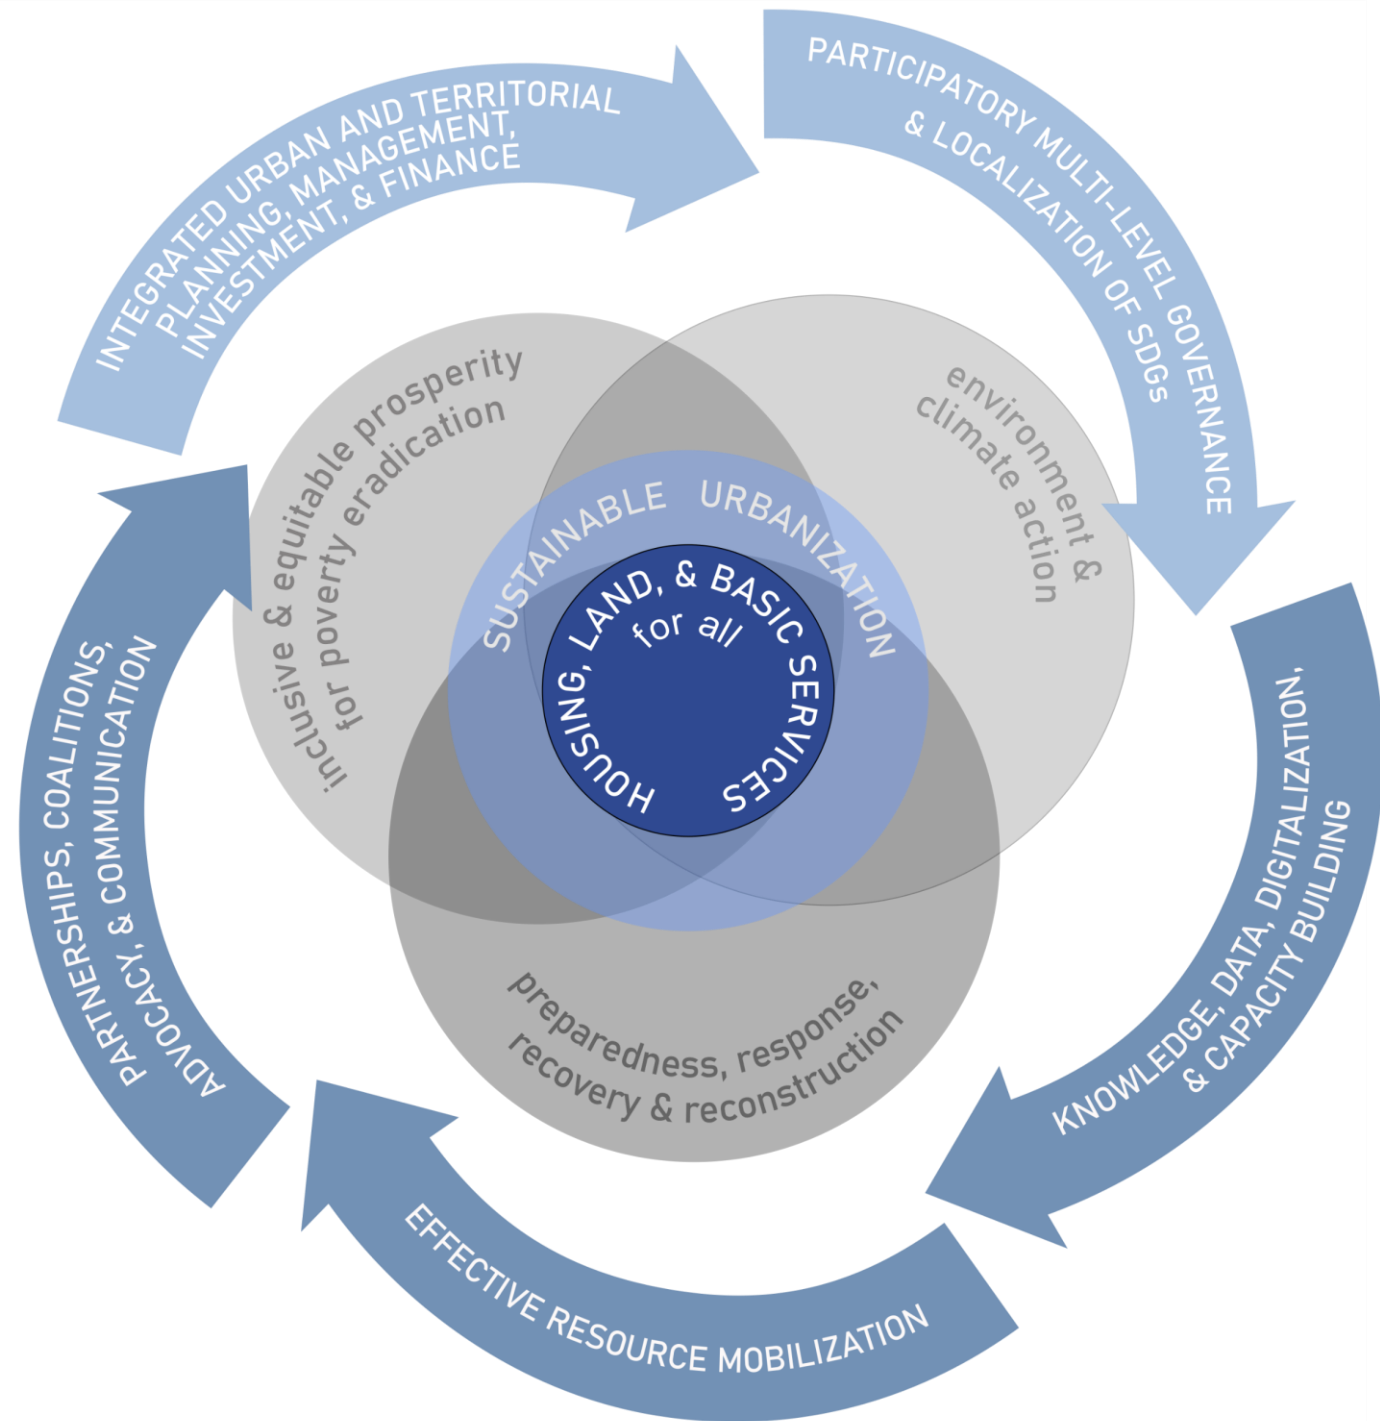 INTEGRATED URBAN AND TERRITORIAL
PLANNING, MANAGEMENT,
INVESTMENT, & FINANCE
PARTICIPATORY MULTI-LEVEL GOVERNANCE
& LOCALIZATION OF SDGs
KNOWLEDGE, DATA, DIGITALIZATION,
& CAPACITY BUILDING
EFFECTIVE RESOURCE MOBILIZATION
PARTNERSHIPS, COALITIONS,
ADVOCACY, & COMMUNICATION
inclusive & equitable prosperity
for poverty eradication
environment &
climate action
preparedness, response,
recovery & reconstruction
SUSTAINABLE URBANIZATION
HOUSING, LAND, & BASIC SERVICES
for all